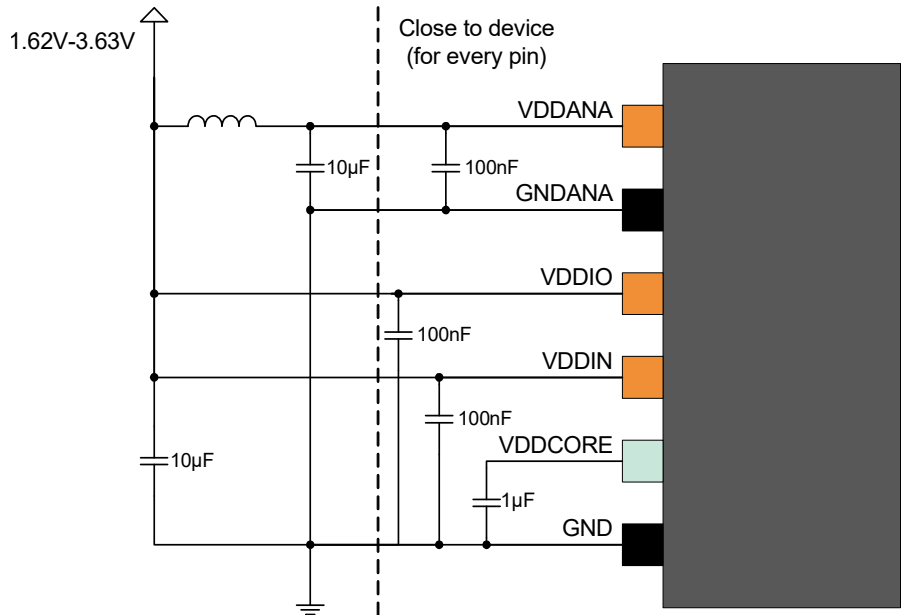 1.62V-3.63V
Close to device
(for every pin)
VDDANA
10µF
100nF
GNDANA
VDDIO
100nF
VDDIN
100nF
VDDCORE
10µF
1µF
GND